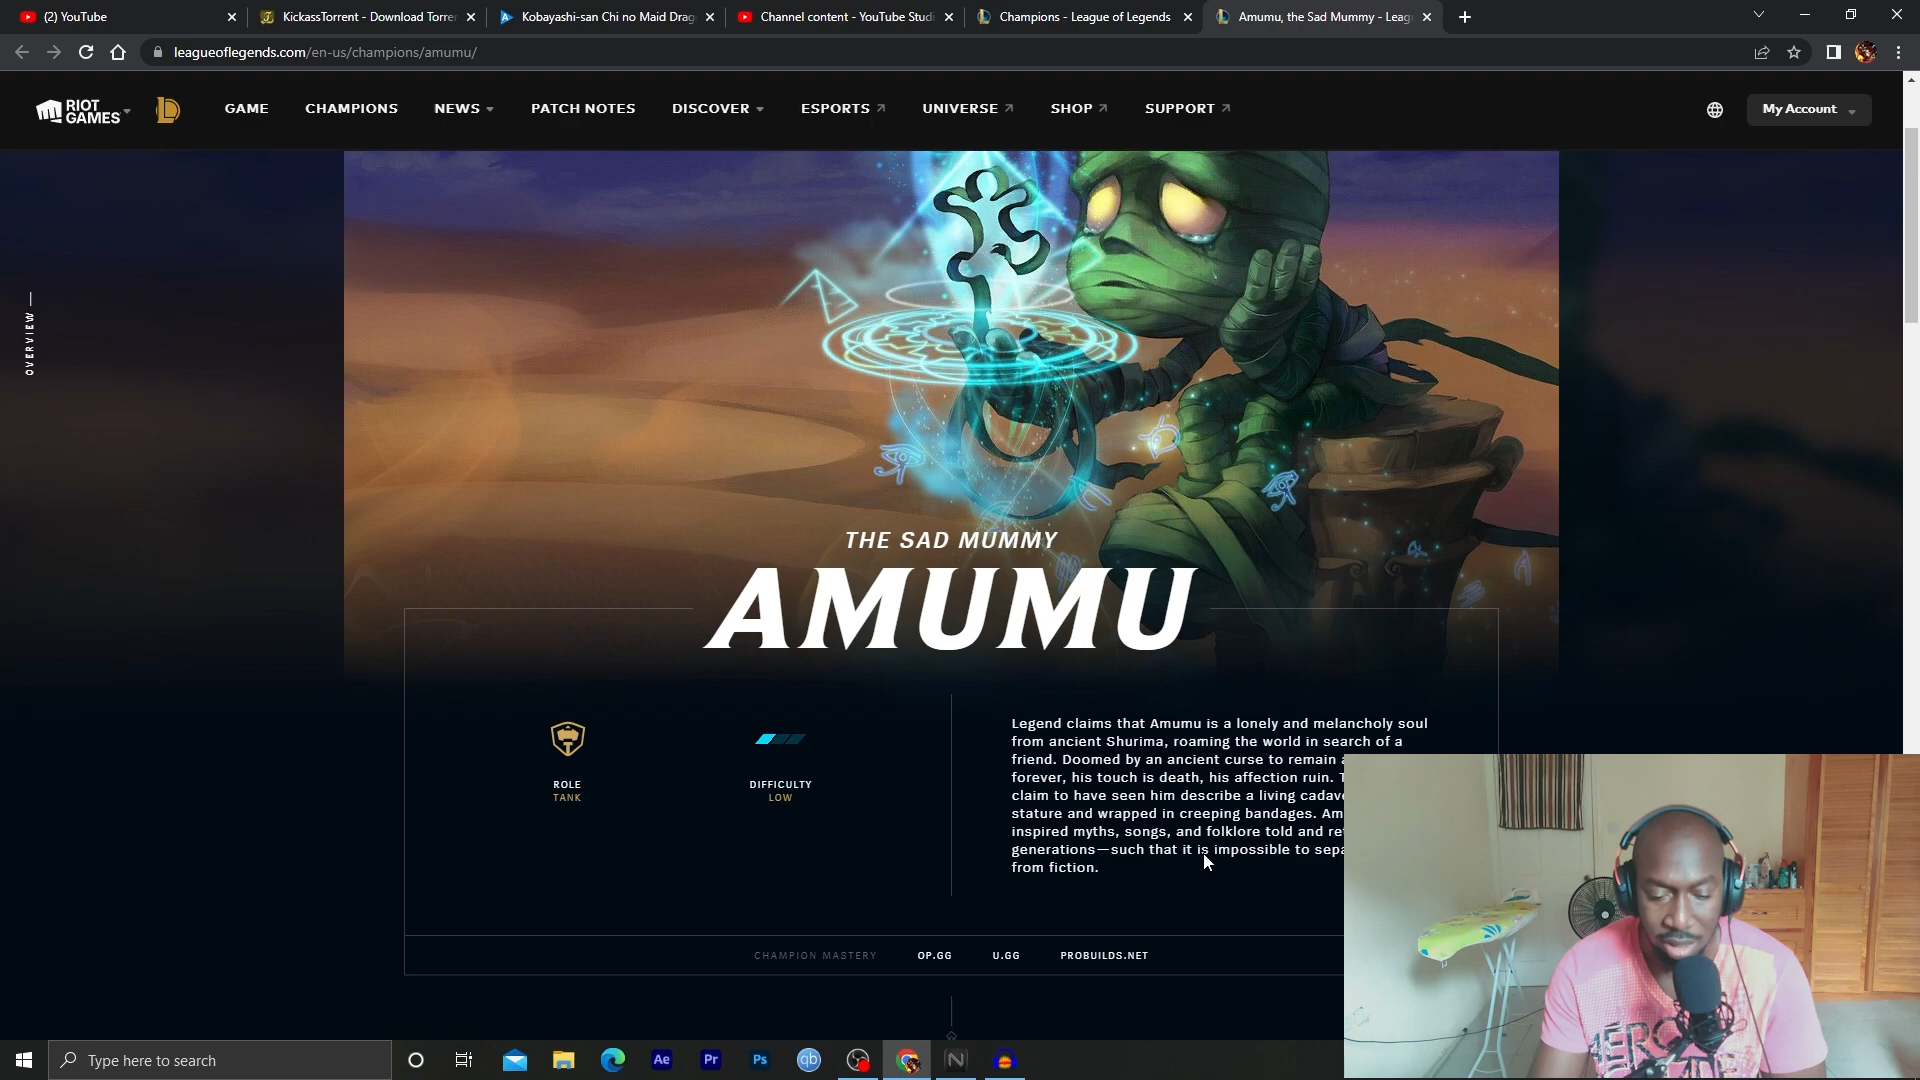 (2) YouTube
KickassTorrent - Download Torre
Kobayashi-san Chi no Maid Drag
Channel content - YouTube Studi
Champions - League of Legends
Amumu, the Sad Mummy - Leag
leagueoflegends.com/en-us/champions/amumu/
RIOT GAMES
GAME
CHAMPIONS
NEWS
PATCH NOTES
DISCOVER
ESPORTS
UNIVERSE
SHOP
SUPPORT
My Account
OVERVIEW
THE SAD MUMMY
AMUMU
ROLE
TANK
DIFFICULTY
LOW
Legend claims that Amumu is a lonely and melancholy soul
from ancient Shurima, roaming the world in search of a
friend. Doomed by an ancient curse to remain
forever, his touch is death, his affection ruin.
claim to have seen him describe a living cadav
stature and wrapped in creeping bandages. Am
inspired myths, songs, and folklore told and re
generations—such that it is impossible to sepa
from fiction.
CHAMPION MASTERY
OP.GG
U.GG
PROBUILDS.NET
Type here to search
Ae
Pr
Ps
qb
N